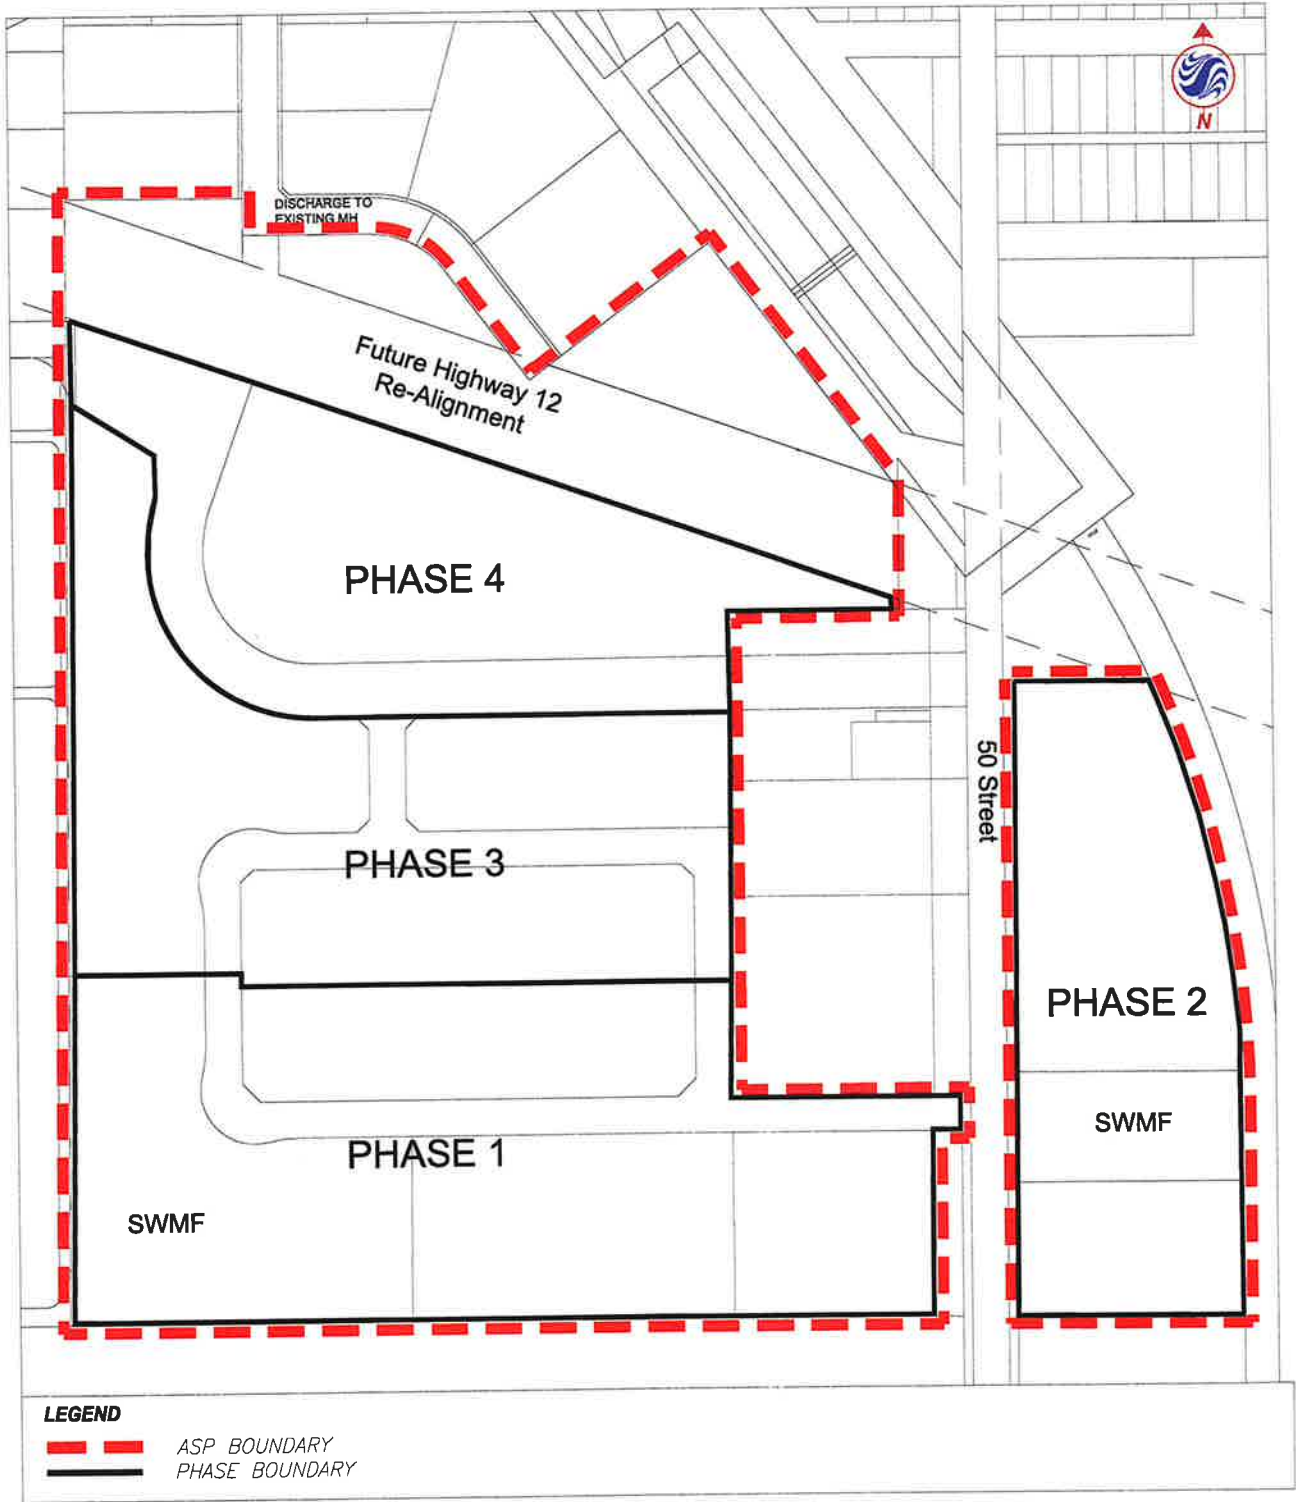 N
DISCHARGE TO
EXISTING MH
Future Highway 12
Re-Alignment
PHASE 4
50 Street
PHASE 3
PHASE 2
SWMF
PHASE 1
SWMF
LEGEND
ASP BOUNDARY
PHASE BOUNDARY